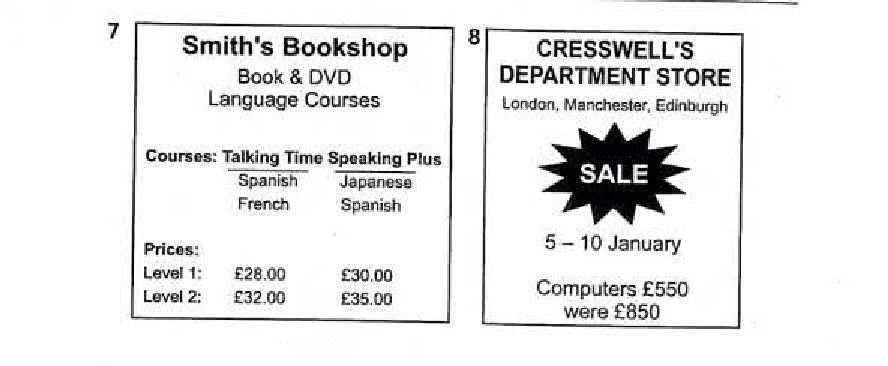 7
Smith's Bookshop
Book & DVD
Language Courses
Courses: Talking Time Speaking Plus
Spanish Japanese
French Spanish
Prices:
Level 1: £28.00 £30.00
Level 2: £32.00 £35.00
8
CRESSWELL'S
DEPARTMENT STORE
London, Manchester, Edinburgh
SALE
5 – 10 January
Computers £550
were £850